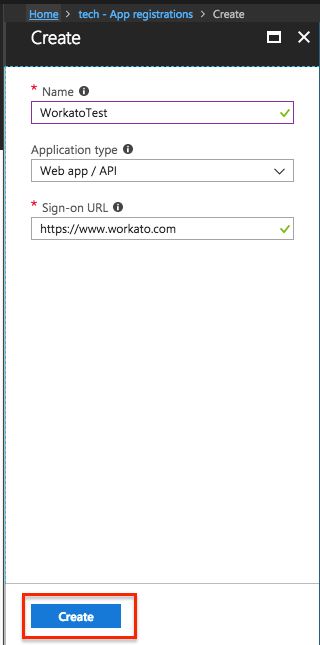 Home > tech - App registrations > Create
Create
* Name
WorkatoTest
Application type
Web app / API
* Sign-on URL
https://www.workato.com
Create